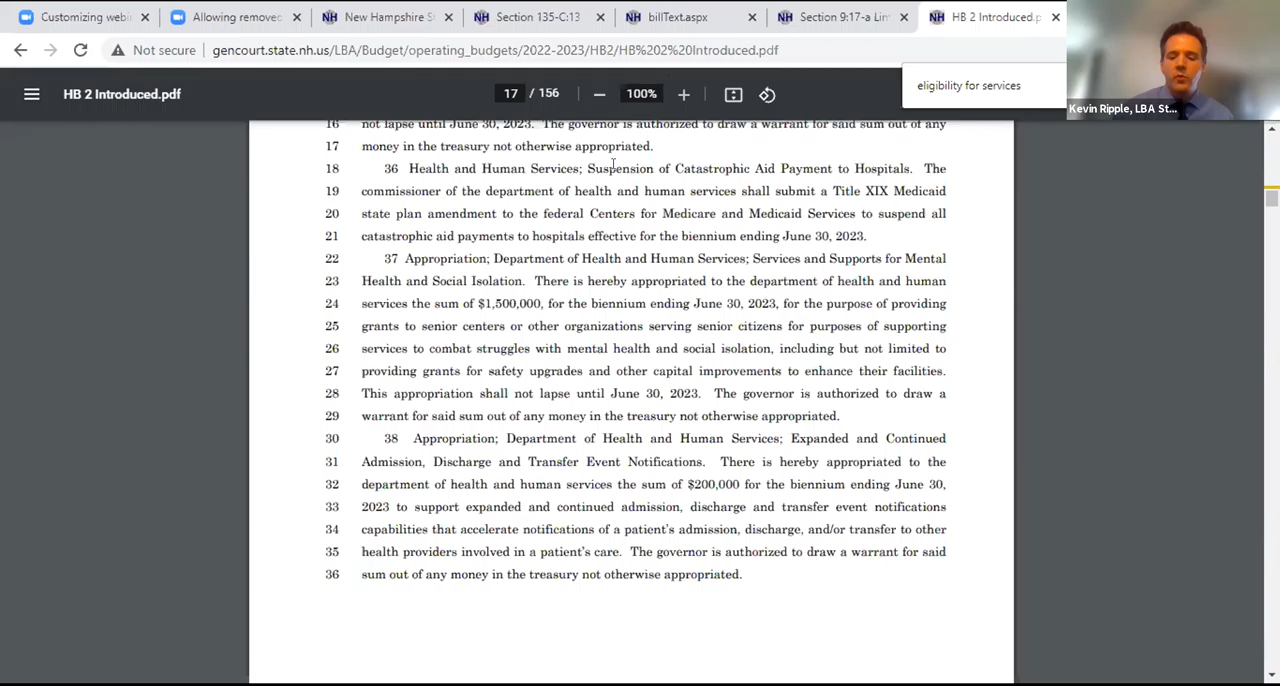 Customizing webi
Allowing removed
New Hampshire S
Section 135-C:13
billText.aspx
Section 9:17-a Lin
HB 2 Introduced.p
Not secure
gencourt.state.nh.us/LBA/Budget/operating_budgets/2022-2023/HB2/HB%202%20Introduced.pdf
eligibility for services
HB 2 Introduced.pdf
17 / 156
100%
Kevin Ripple, LBA St...
16 not lapse until June 30, 2023. The governor is authorized to draw a warrant for said sum out of any
17 money in the treasury not otherwise appropriated.
18 36 Health and Human Services; Suspension of Catastrophic Aid Payment to Hospitals. The
19 commissioner of the department of health and human services shall submit a Title XIX Medicaid
20 state plan amendment to the federal Centers for Medicare and Medicaid Services to suspend all
21 catastrophic aid payments to hospitals effective for the biennium ending June 30, 2023.
22 37 Appropriation; Department of Health and Human Services; Services and Supports for Mental
23 Health and Social Isolation. There is hereby appropriated to the department of health and human
24 services the sum of $1,500,000, for the biennium ending June 30, 2023, for the purpose of providing
25 grants to senior centers or other organizations serving senior citizens for purposes of supporting
26 services to combat struggles with mental health and social isolation, including but not limited to
27 providing grants for safety upgrades and other capital improvements to enhance their facilities.
28 This appropriation shall not lapse until June 30, 2023. The governor is authorized to draw a
29 warrant for said sum out of any money in the treasury not otherwise appropriated.
30 38 Appropriation; Department of Health and Human Services; Expanded and Continued
31 Admission, Discharge and Transfer Event Notifications. There is hereby appropriated to the
32 department of health and human services the sum of $200,000 for the biennium ending June 30,
33 2023 to support expanded and continued admission, discharge and transfer event notifications
34 capabilities that accelerate notifications of a patient's admission, discharge, and/or transfer to other
35 health providers involved in a patient's care. The governor is authorized to draw a warrant for said
36 sum out of any money in the treasury not otherwise appropriated.